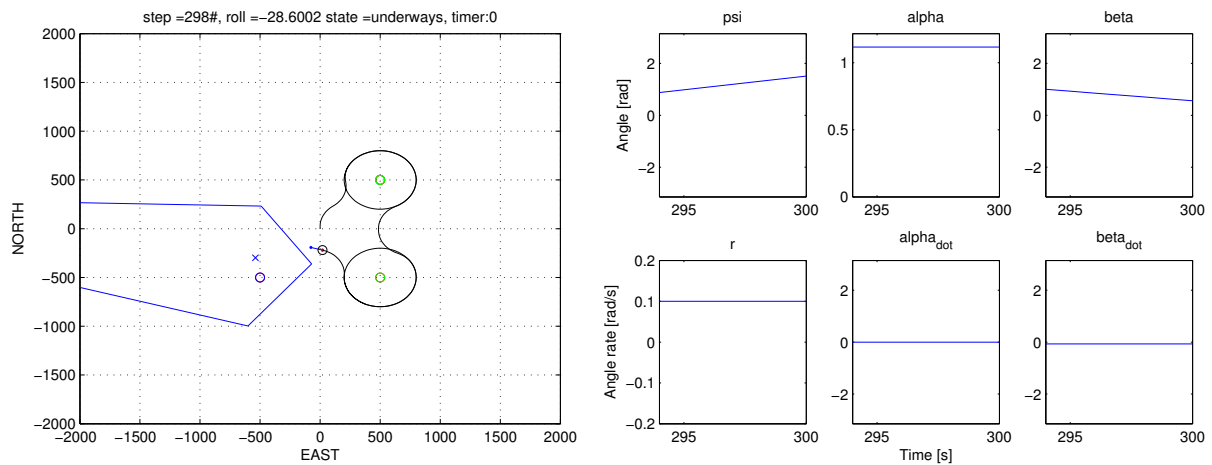 step =298#, roll =−28.6002 state =underways, timer:0
2000
1500
1000
500
0
−500
−1000
−1500
−2000
NORTH
−2000 −1500 −1000 −500 0 500 1000 1500 2000
EAST
psi
2
0
−2
Angle [rad]
295 300
alpha
1
0.5
0
295 300
beta
2
0
−2
295 300
r
0.2
0.1
0
−0.1
−0.2
Angle rate [rad/s]
295 300
alpha_dot
2
0
−2
295 300
Time [s]
beta_dot
2
0
−2
295 300